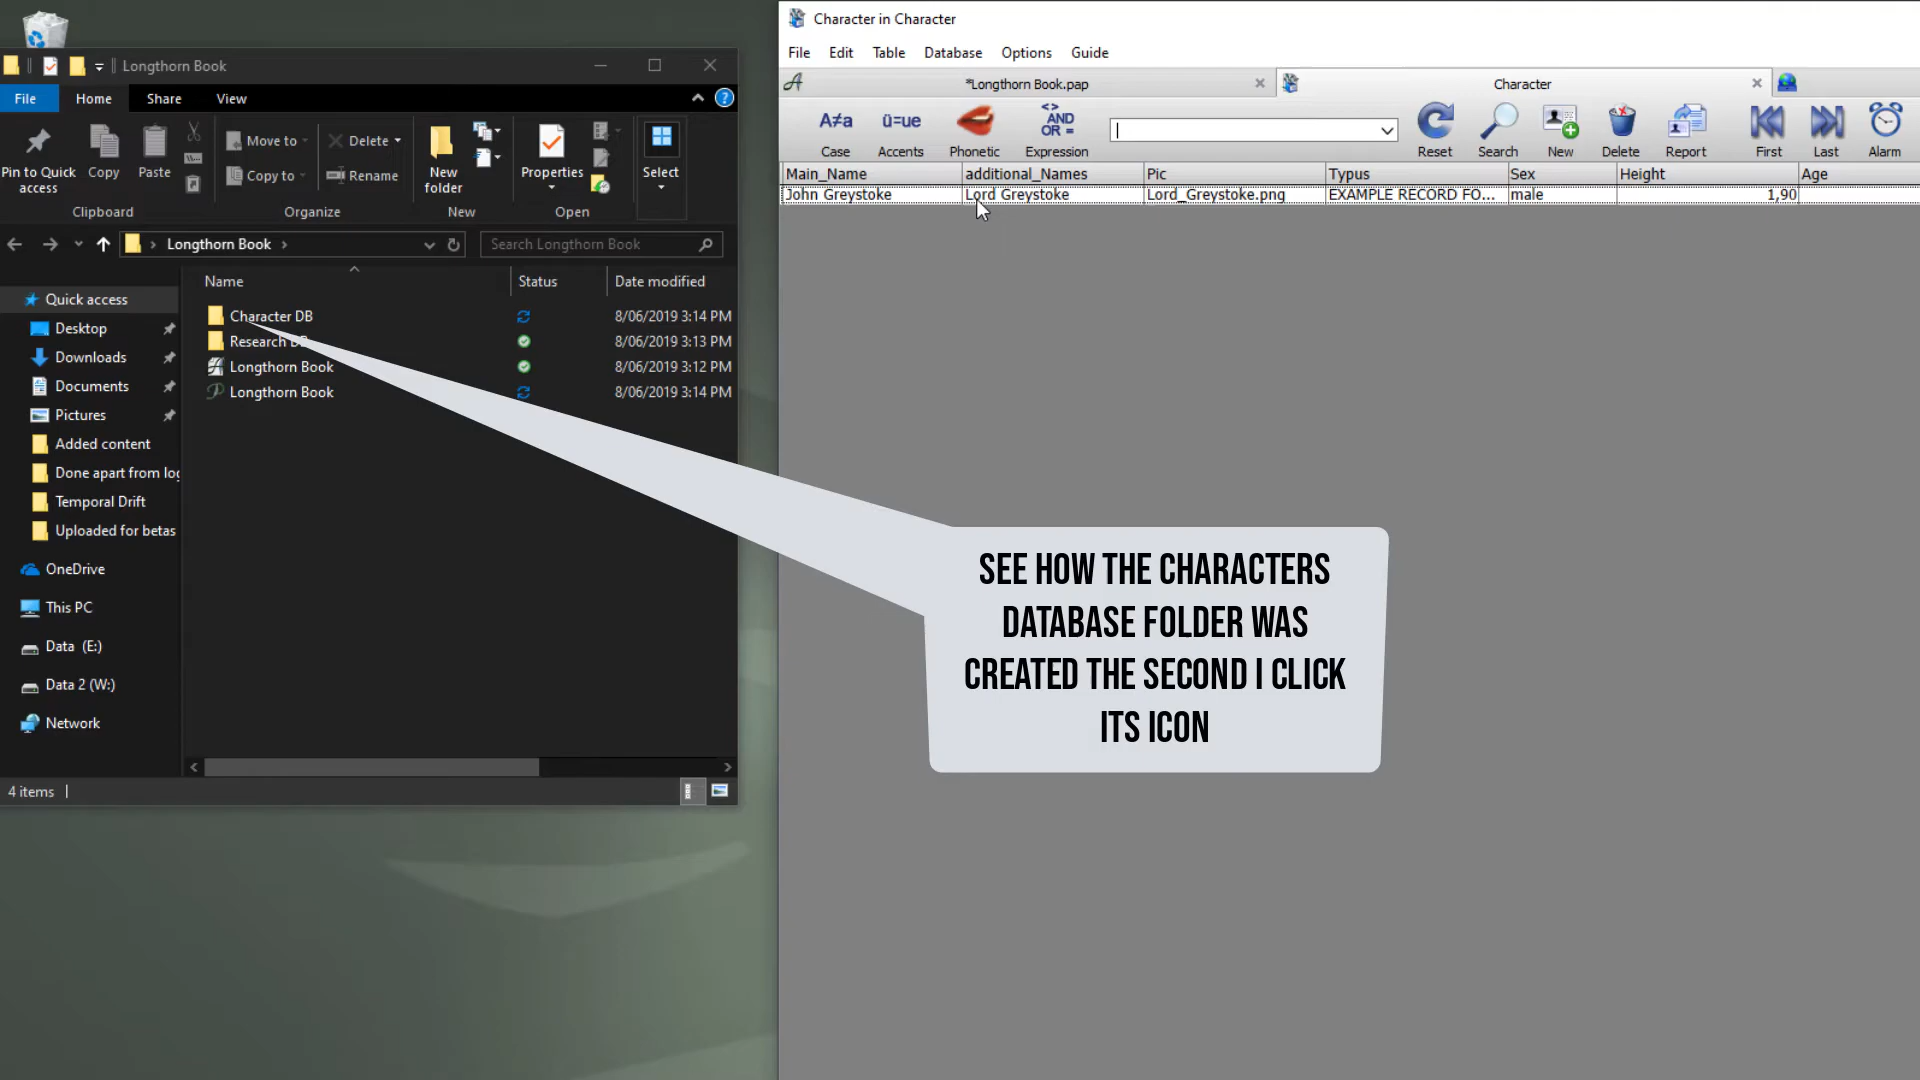 Longthorn Book
File
Home
Share
View
Pin to Quick access
Copy
Paste
Move to
Copy to
Delete
Rename
New folder
Properties
Select
Clipboard
Organize
New
Open
Longthorn Book
Search Longthorn Book
Name
Status
Date modified
Quick access
Desktop
Downloads
Documents
Pictures
Added content
Done apart from log
Temporal Drift
Uploaded for betas
OneDrive
This PC
Data (E:)
Data 2 (W:)
Network
Character DB
8/06/2019 3:14 PM
Research DB
8/06/2019 3:13 PM
Longthorn Book
8/06/2019 3:12 PM
Longthorn Book
8/06/2019 3:14 PM
4 items
Character in Character
File
Edit
Table
Database
Options
Guide
*Longthorn Book.pap
Character
A≠a
ü=ue
<>
AND
OR =
Case
Accents
Phonetic
Expression
Reset
Search
New
Delete
Report
First
Last
Alarm
Main_Name
additional_Names
Pic
Typus
Sex
Height
Age
John Greystoke
Lord Greystoke
Lord_Greystoke.png
EXAMPLE RECORD FO...
male
1,90
SEE HOW THE CHARACTERS
DATABASE FOLDER WAS
CREATED THE SECOND I CLICK
ITS ICON